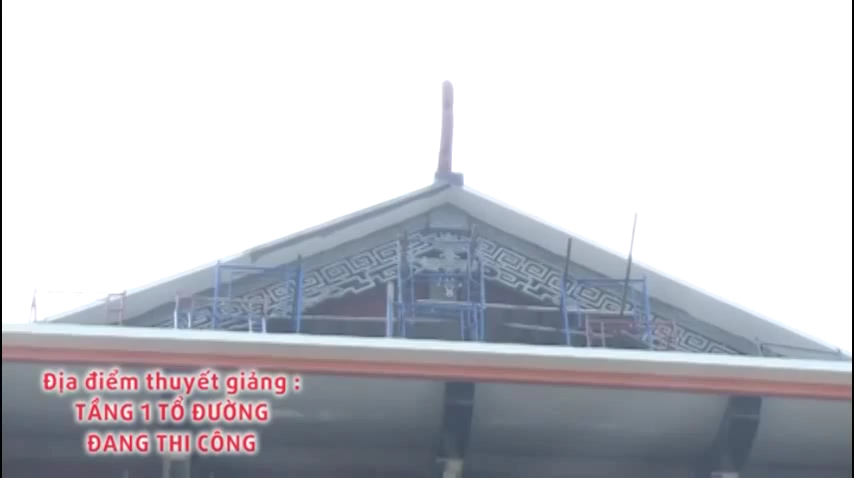 Địa điểm thuyết giảng :
TẦNG 1 TỔ ĐƯỜNG
ĐANG THI CÔNG